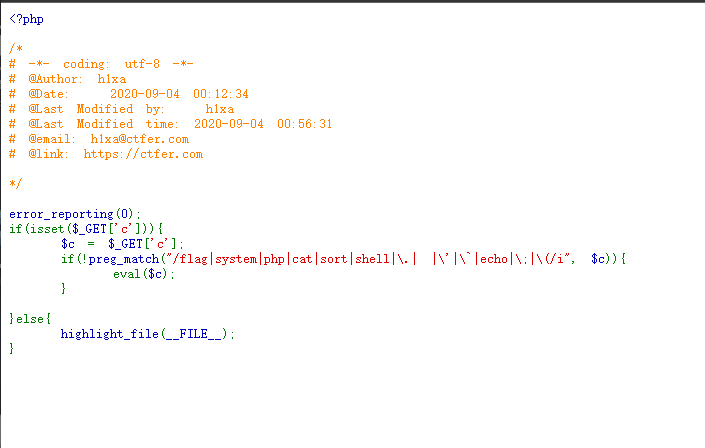 <?php
/*
# -*- coding: utf-8 -*-
# @Author: h1xa
# @Date: 2020-09-04 00:12:34
# @Last Modified by: h1xa
# @Last Modified time: 2020-09-04 00:56:31
# @email: h1xa@ctfer.com
# @link: https://ctfer.com
*/
error_reporting(0);
if(isset($_GET['c'])){
$c = $_GET['c'];
if(!preg_match("/flag|system|php|cat|sort|shell|\.| |\'|\`|echo|\;|\(/i", $c)){
eval($c);
}
}else{
highlight_file(__FILE__);
}